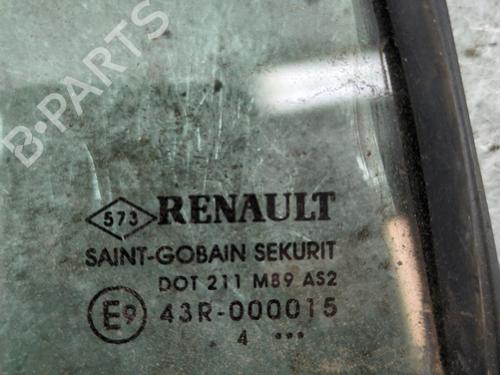 B-PARTS
573 RENAULT
SAINT-GOBAIN SEKURIT
DOT 211 M89 AS2
E9 43R-000015
4 •••